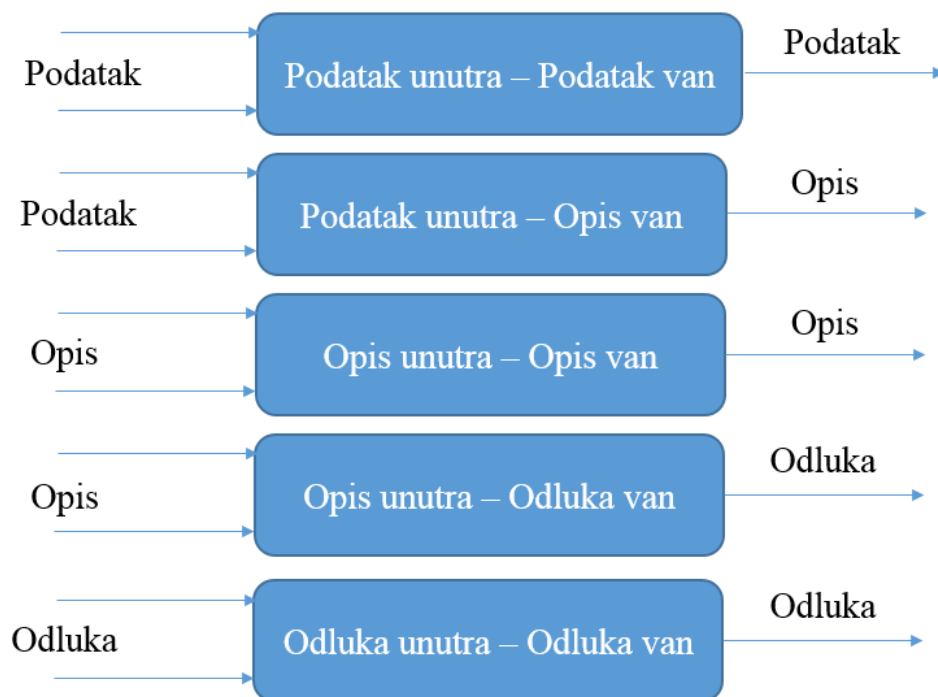 Podatak
Podatak unutra – Podatak van
Podatak
Podatak
Podatak unutra – Opis van
Opis
Opis
Opis unutra – Opis van
Opis
Opis
Opis unutra – Odluka van
Odluka
Odluka
Odluka unutra – Odluka van
Odluka